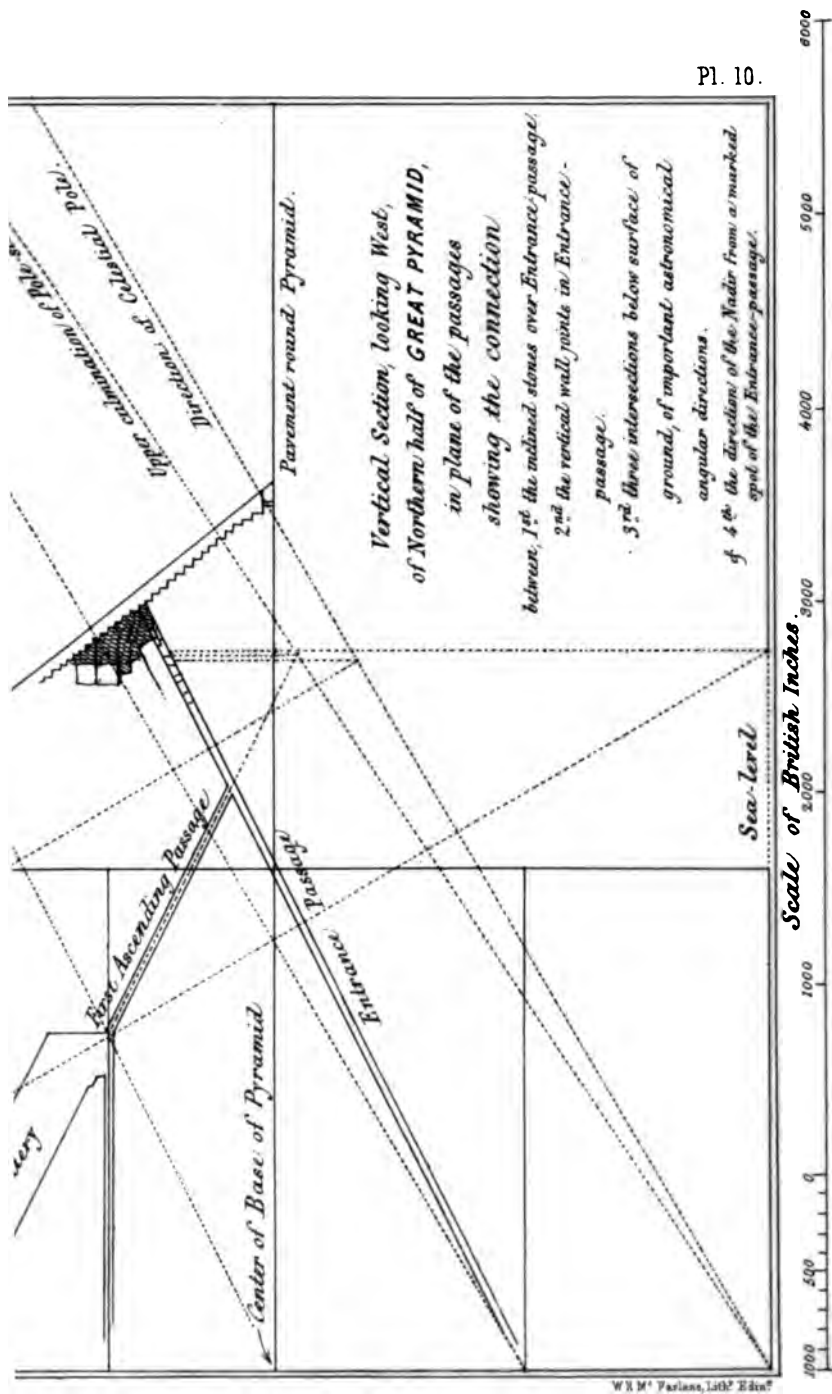 Pl. 10.
Upper culmination of Pole *s
Direction of Celestial Pole.
Pavement round Pyramid.
Vertical Section, looking West,
of Northern half of GREAT PYRAMID,
in plane of the passages
showing the connection
between, 1st the inclined stones over Entrance-passage
2nd the vertical wall joints in Entrance-
passage.
3rd three intersections below surface of
ground, of important astronomical
angular directions.
& 4th the direction of the Nadir from a marked
spot of the Entrance-passage.
First Ascending Passage
Entrance Passage
Center of Base of Pyramid
Sea-level
Scale of British Inches.
1000 500 0 1000 2000 3000 4000 5000 6000
W & Mc Farlane, Lith.rs Edin.r